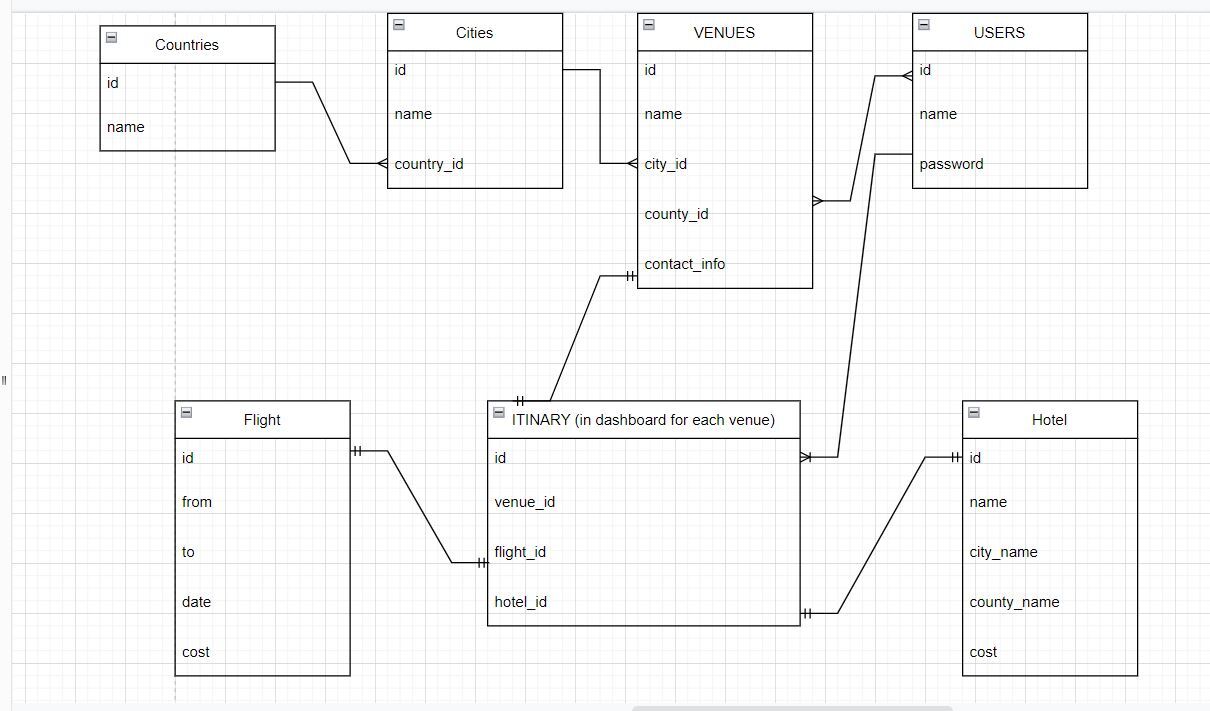 Countries
id
name
Cities
id
name
country_id
VENUES
id
name
city_id
county_id
contact_info
USERS
id
name
password
Flight
id
from
to
date
cost
ITINARY (in dashboard for each venue)
id
venue_id
flight_id
hotel_id
Hotel
id
name
city_name
county_name
cost